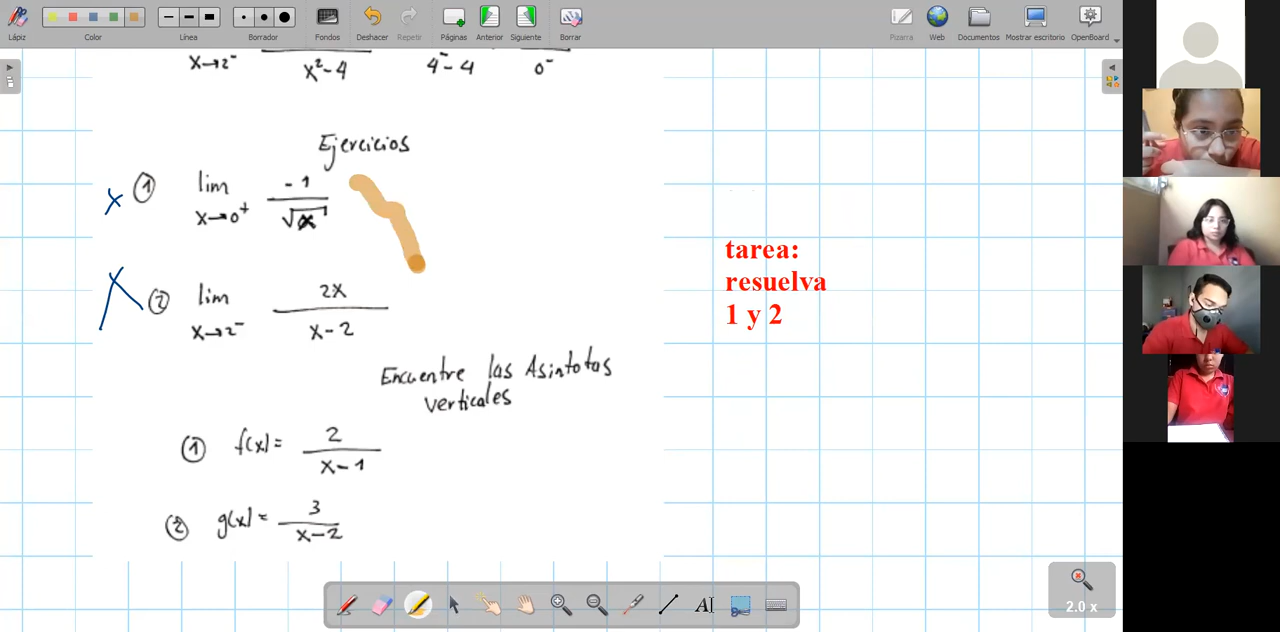 Lápiz Color Línea Borrador Fondos Deshacer Repetir Páginas Anterior Siguiente Borrar Pizarra Web Documentos Mostrar escritorio OpenBoard
x→2⁻ x²-4 4⁻-4 0⁻
Ejercicios
x ① lim -1
x→0⁺ √x
tarea:
resuelva
1 y 2
X ② lim 2x
x→2⁻ x-2
Encuentre las Asintotas
verticales
① f(x)= 2
x-1
② g(x)= 3
x-2
2.0 x